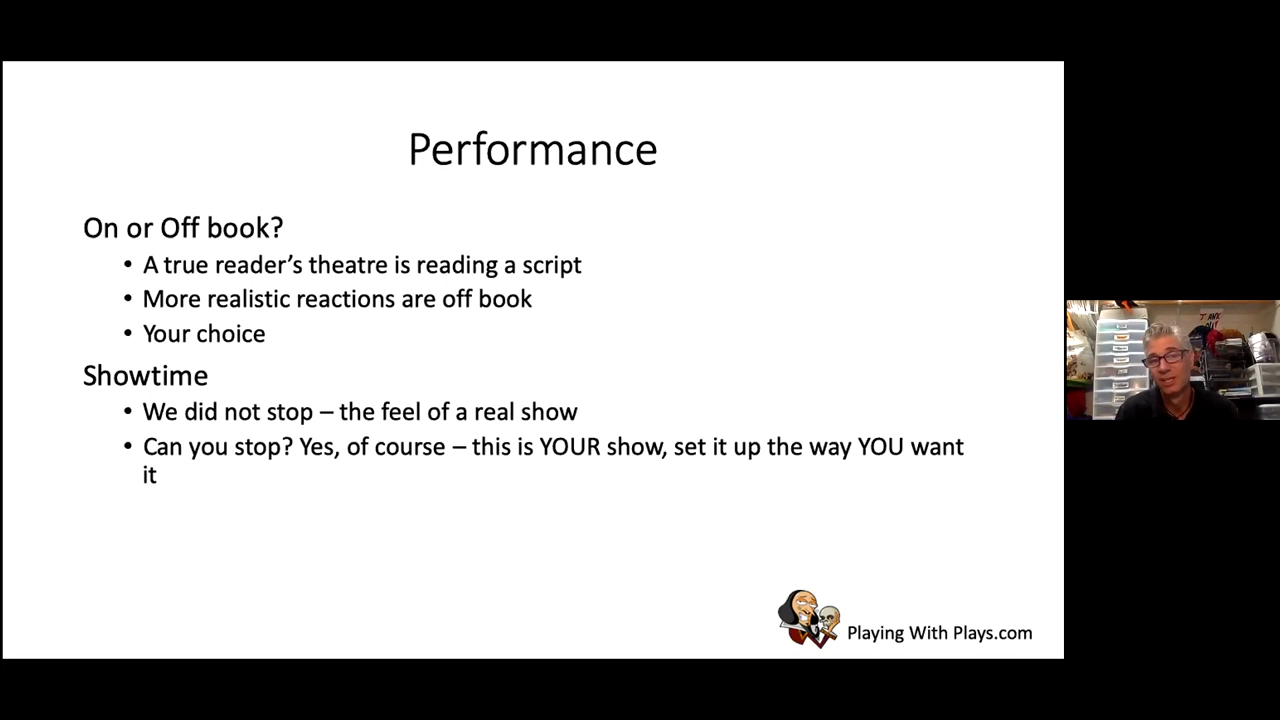 Performance
On or Off book?
• A true reader's theatre is reading a script
• More realistic reactions are off book
• Your choice
Showtime
• We did not stop – the feel of a real show
• Can you stop? Yes, of course – this is YOUR show, set it up the way YOU want
it
Playing With Plays.com